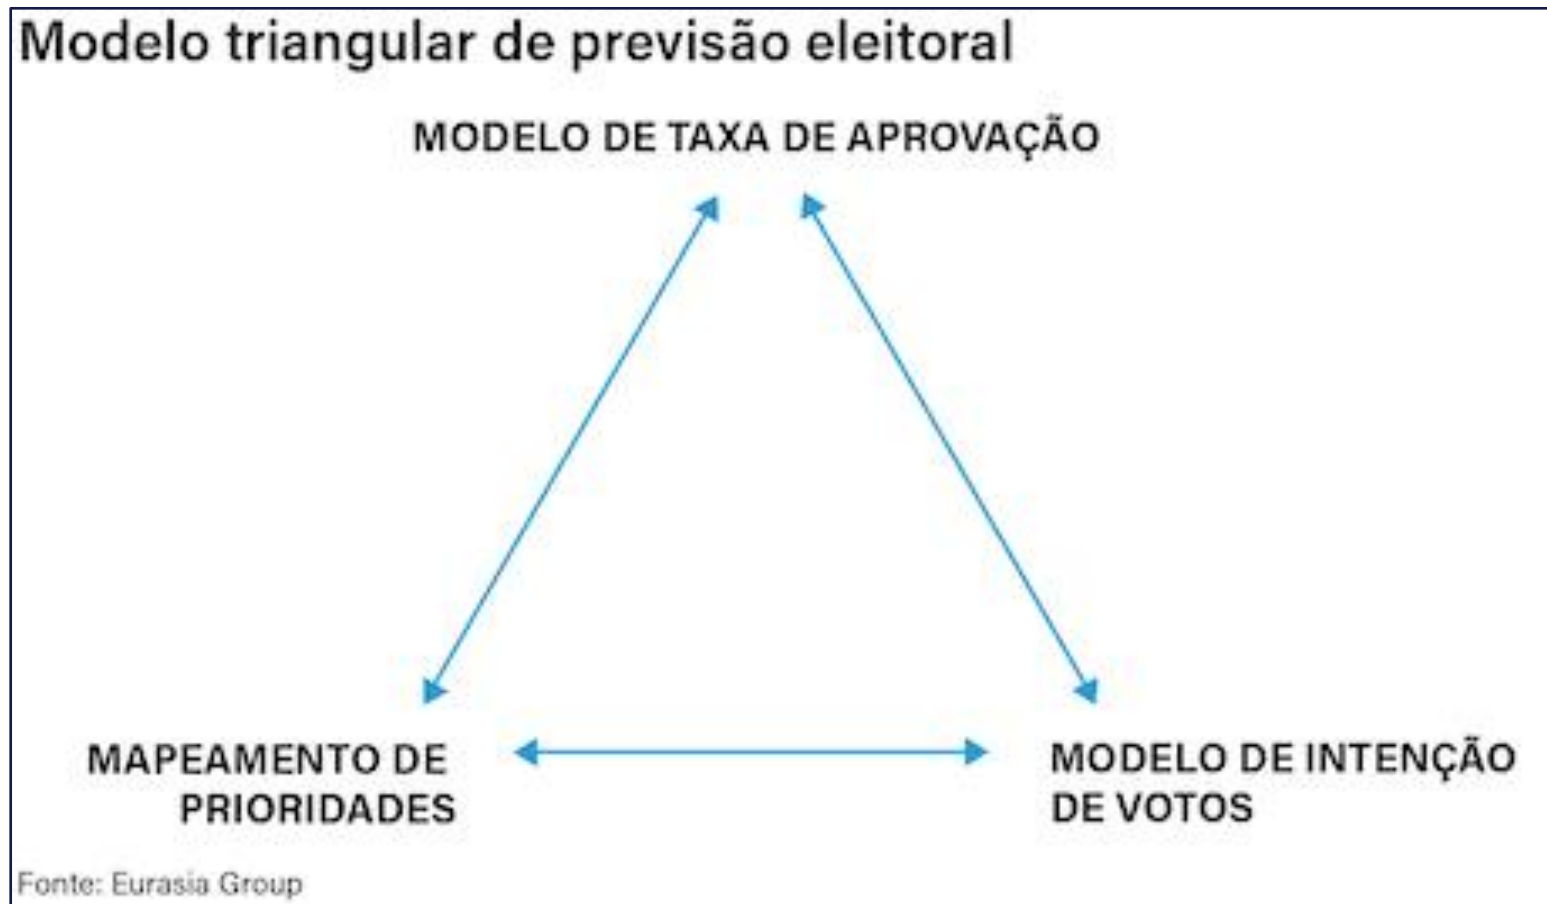 Modelo triangular de previsão eleitoral
MODELO DE TAXA DE APROVAÇÃO
MAPEAMENTO DE
PRIORIDADES
MODELO DE INTENÇÃO
DE VOTOS
Fonte: Eurasia Group